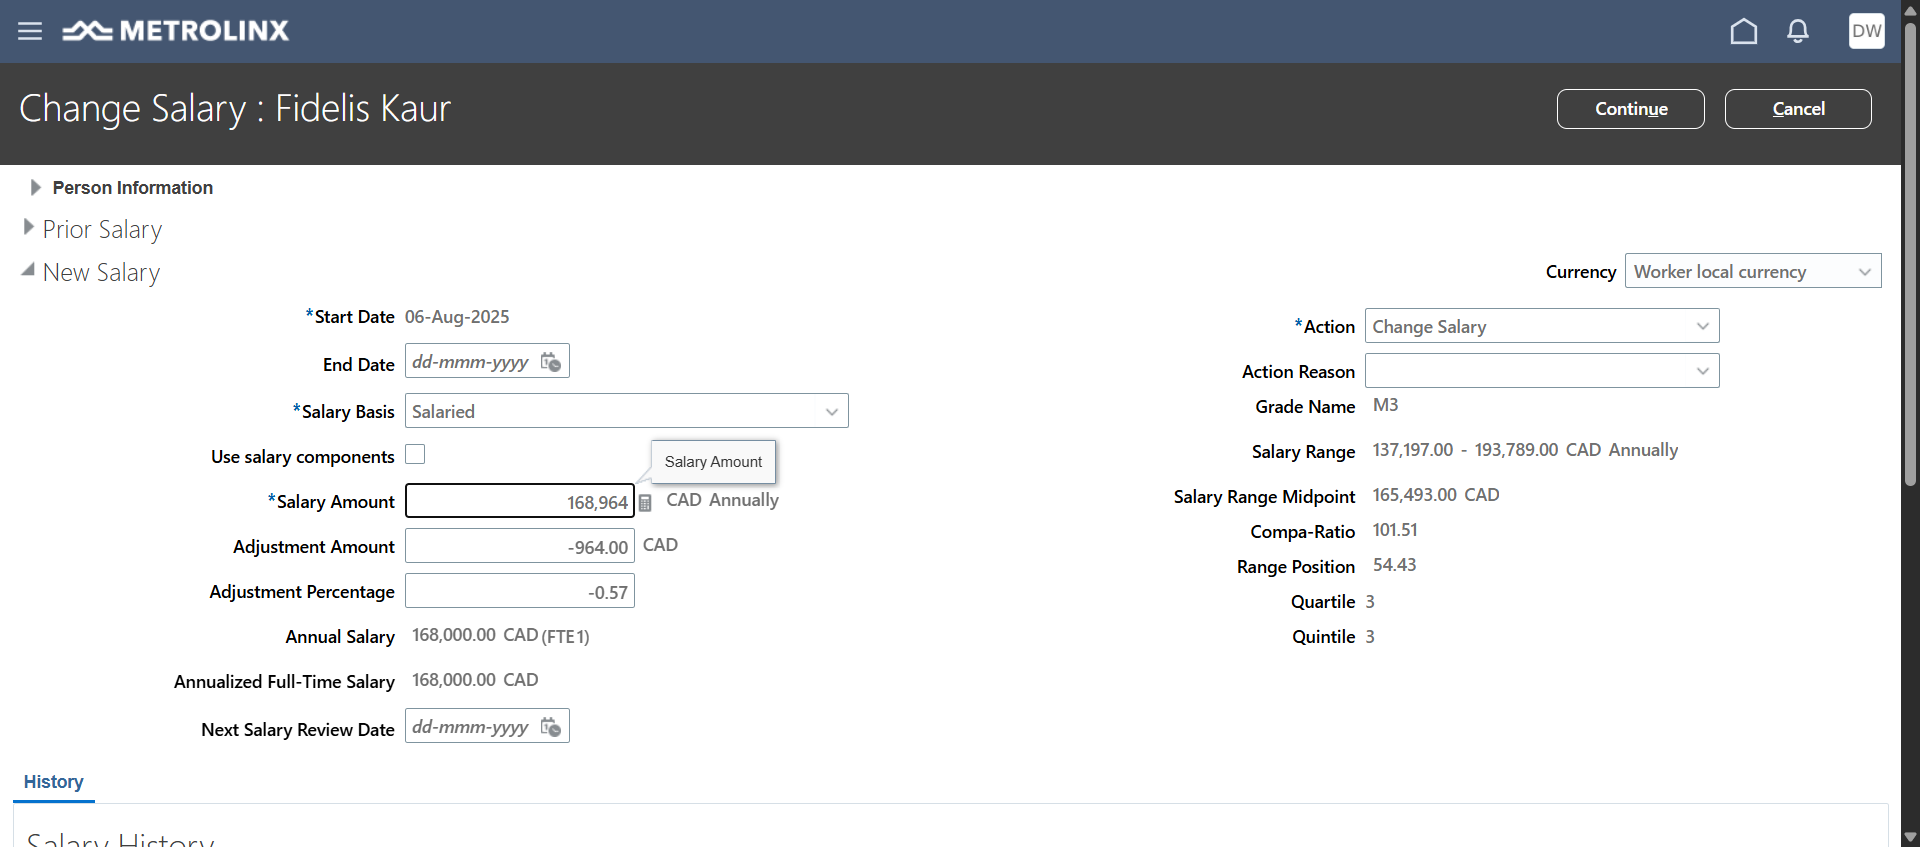 METROLINX
DW
Change Salary : Fidelis Kaur
Continue
Cancel
Person Information
Prior Salary
New Salary
Currency Worker local currency
*Start Date 06-Aug-2025
End Date dd-mmm-yyyy
*Salary Basis Salaried
Use salary components
Salary Amount
*Salary Amount 168,964 CAD Annually
Adjustment Amount -964.00 CAD
Adjustment Percentage -0.57
Annual Salary 168,000.00 CAD (FTE 1)
Annualized Full-Time Salary 168,000.00 CAD
Next Salary Review Date dd-mmm-yyyy
*Action Change Salary
Action Reason
Grade Name M3
Salary Range 137,197.00 - 193,789.00 CAD Annually
Salary Range Midpoint 165,493.00 CAD
Compa-Ratio 101.51
Range Position 54.43
Quartile 3
Quintile 3
History
Salary History